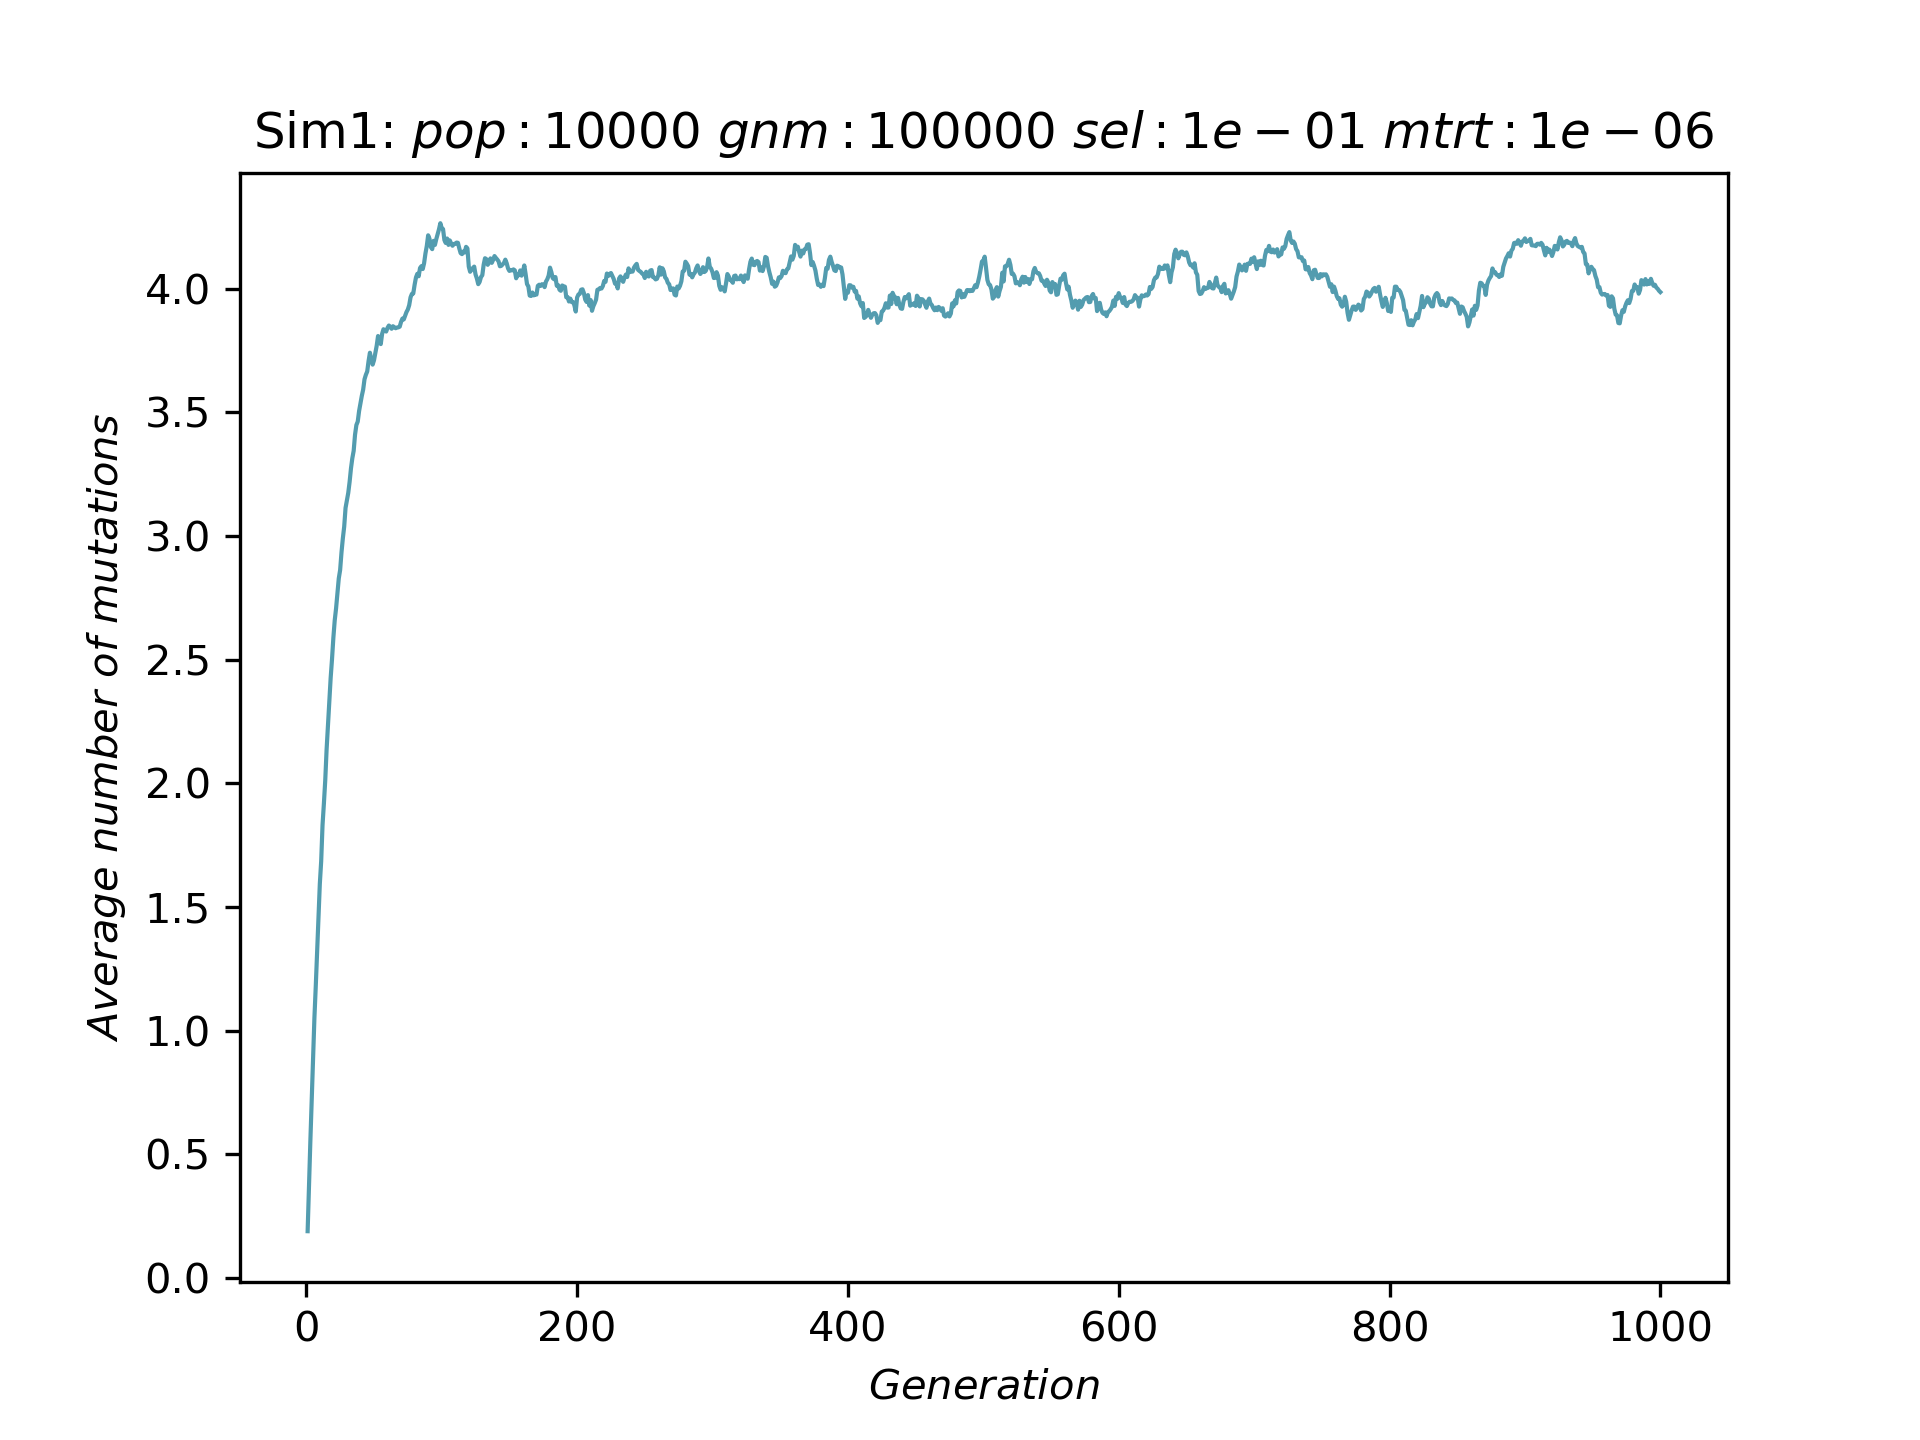 Sim1: pop : 10000 gnm : 100000 sel : 1e − 01 mtrt : 1e − 06
Average number of mutations
4.0
3.5
3.0
2.5
2.0
1.5
1.0
0.5
0.0
0 200 400 600 800 1000
Generation